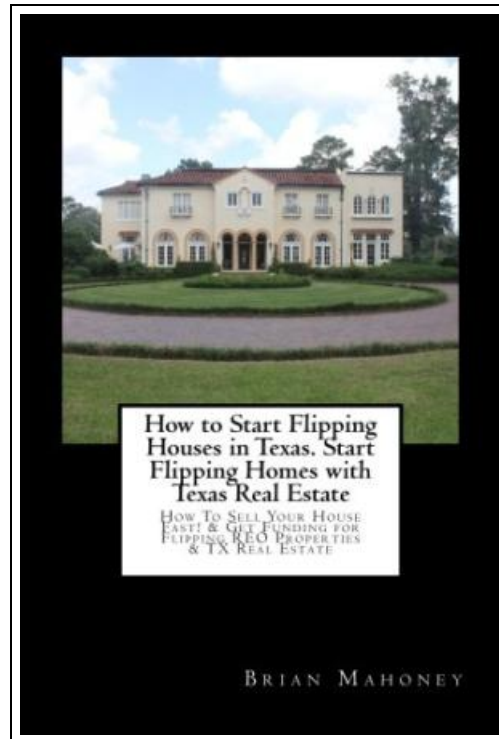 How to Start Flipping
Houses in Texas. Start
Flipping Homes with
Texas Real Estate
How To Sell Your House
Fast! & Get Funding for
Flipping REO Properties
& TX Real Estate
Brian Mahoney